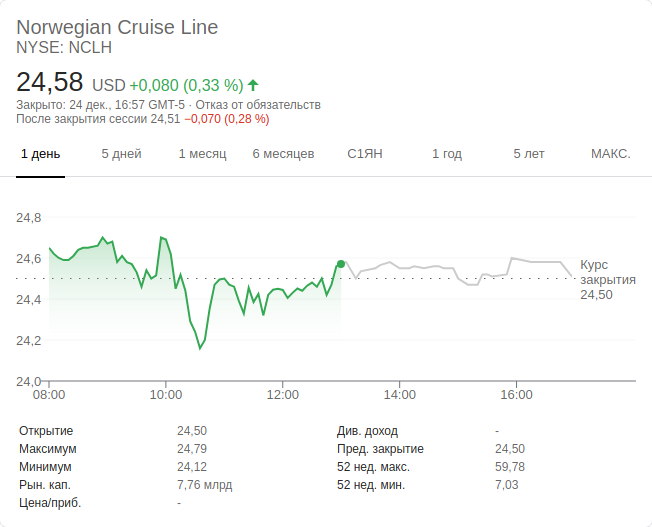 Norwegian Cruise Line
NYSE: NCLH
24,58 USD +0,080 (0,33 %)
Закрыто: 24 дек., 16:57 GMT-5 · Отказ от обязательств
После закрытия сессии 24,51 −0,070 (0,28 %)
1 день 5 дней 1 месяц 6 месяцев С1ЯН 1 год 5 лет МАКС.
24,8
24,6
24,4
24,2
24,0
Курс
закрытия
24,50
08:00 10:00 12:00 14:00 16:00
Открытие 24,50 Див. доход -
Максимум 24,79 Пред. закрытие 24,50
Минимум 24,12 52 нед. макс. 59,78
Рын. кап. 7,76 млрд 52 нед. мин. 7,03
Цена/приб. -